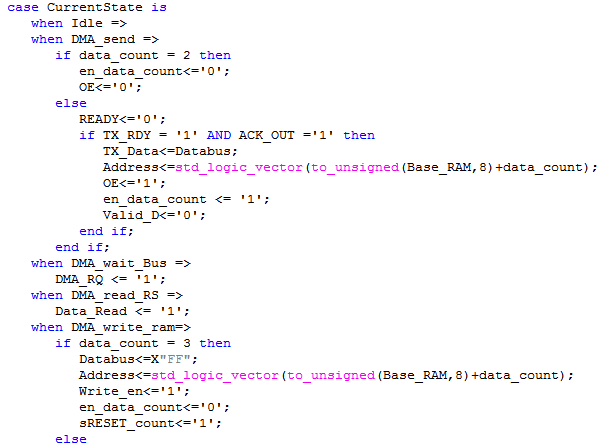 case CurrentState is
when Idle =>
when DMA_send =>
if data_count = 2 then
en_data_count<='0';
OE<='0';
else
READY<='0';
if TX_RDY = '1' AND ACK_OUT ='1' then
TX_Data<=Databus;
Address<=std_logic_vector(to_unsigned(Base_RAM,8)+data_count);
OE<='1';
en_data_count <= '1';
Valid_D<='0';
end if;
end if;
when DMA_wait_Bus =>
DMA_RQ <= '1';
when DMA_read_RS =>
Data_Read <= '1';
when DMA_write_ram=>
if data_count = 3 then
Databus<=X"FF";
Address<=std_logic_vector(to_unsigned(Base_RAM,8)+data_count);
Write_en<='1';
en_data_count<='0';
sRESET_count<='1';
else